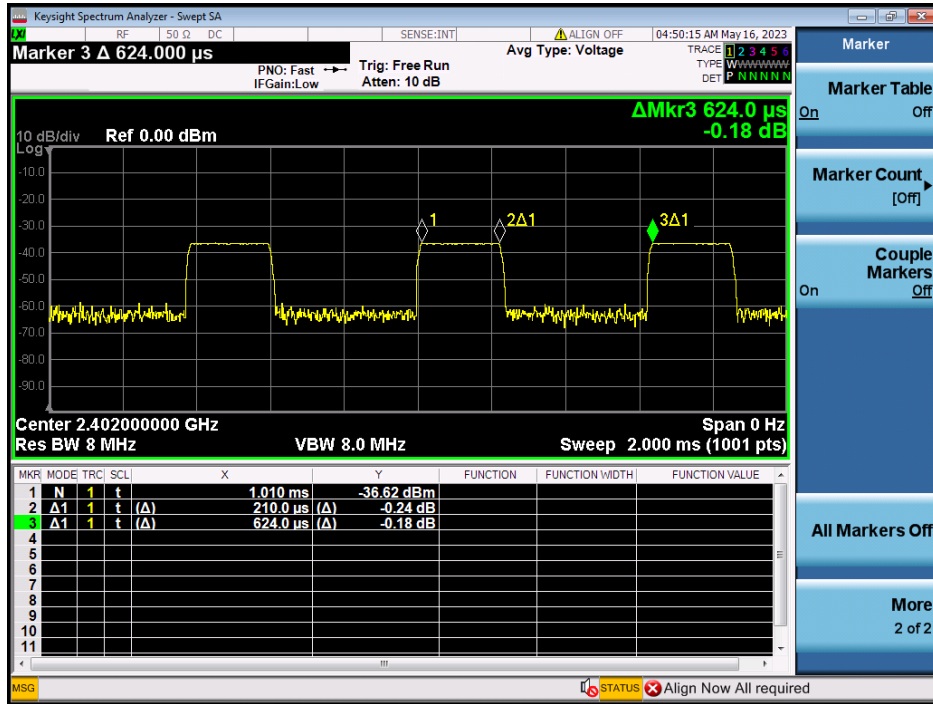 Keysight Spectrum Analyzer - Swept SA
LXI RF 50 Ω DC SENSE:INT ALIGN OFF 04:50:15 AM May 16, 2023
Marker 3 Δ 624.000 µs
PNO: Fast
IFGain:Low
Trig: Free Run
Atten: 10 dB
Avg Type: Voltage
TRACE 1 2 3 4 5 6
TYPE WWWWWW
DET P N N N N N
ΔMkr3 624.0 µs
-0.18 dB
10 dB/div Ref 0.00 dBm
Log
-10.0
-20.0
-30.0
-40.0
-50.0
-60.0
-70.0
-80.0
-90.0
1
2Δ1
3Δ1
Center 2.402000000 GHz Span 0 Hz
Res BW 8 MHz VBW 8.0 MHz Sweep 2.000 ms (1001 pts)
MKR MODE TRC SCL X Y FUNCTION FUNCTION WIDTH FUNCTION VALUE
1 N 1 t 1.010 ms -36.62 dBm
2 Δ1 1 t (Δ) 210.0 µs (Δ) -0.24 dB
3 Δ1 1 t (Δ) 624.0 µs (Δ) -0.18 dB
4
5
6
7
8
9
10
11
MSG STATUS Align Now All required
Marker
Marker Table
On Off
Marker Count
[Off]
Couple
Markers
On Off
All Markers Off
More
2 of 2